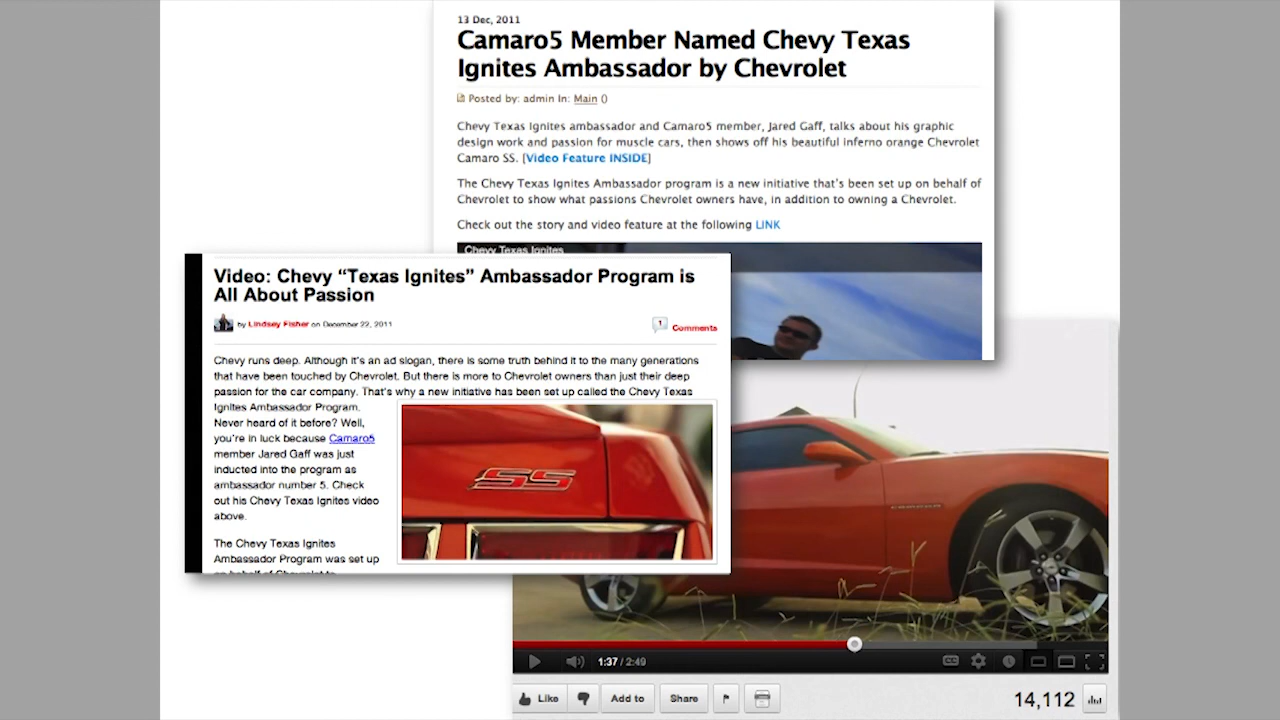 13 Dec, 2011
Camaro5 Member Named Chevy Texas
Ignites Ambassador by Chevrolet
Posted by: admin In: Main ()
Chevy Texas Ignites ambassador and Camaro5 member, Jared Gaff, talks about his graphic
design work and passion for muscle cars, then shows off his beautiful inferno orange Chevrolet
Camaro SS. [Video Feature INSIDE]
The Chevy Texas Ignites Ambassador program is a new initiative that's been set up on behalf of
Chevrolet to show what passions Chevrolet owners have, in addition to owning a Chevrolet.
Check out the story and video feature at the following LINK
Chevy Texas Ignites
Video: Chevy “Texas Ignites” Ambassador Program is
All About Passion
by Lindsey Fisher on December 22, 2011
1 Comments
Chevy runs deep. Although it's an ad slogan, there is some truth behind it to the many generations
that have been touched by Chevrolet. But there is more to Chevrolet owners than just their deep
passion for the car company. That's why a new initiative has been set up called the Chevy Texas
Ignites Ambassador Program.
Never heard of it before? Well,
you're in luck because Camaro5
member Jared Gaff was just
inducted into the program as
ambassador number 5. Check
out his Chevy Texas Ignites video
above.
The Chevy Texas Ignites
Ambassador Program was set up
on behalf of Chevrolet to
SS
CAMARO
1:37 / 2:49
CC
Like
Add to
Share
14,112